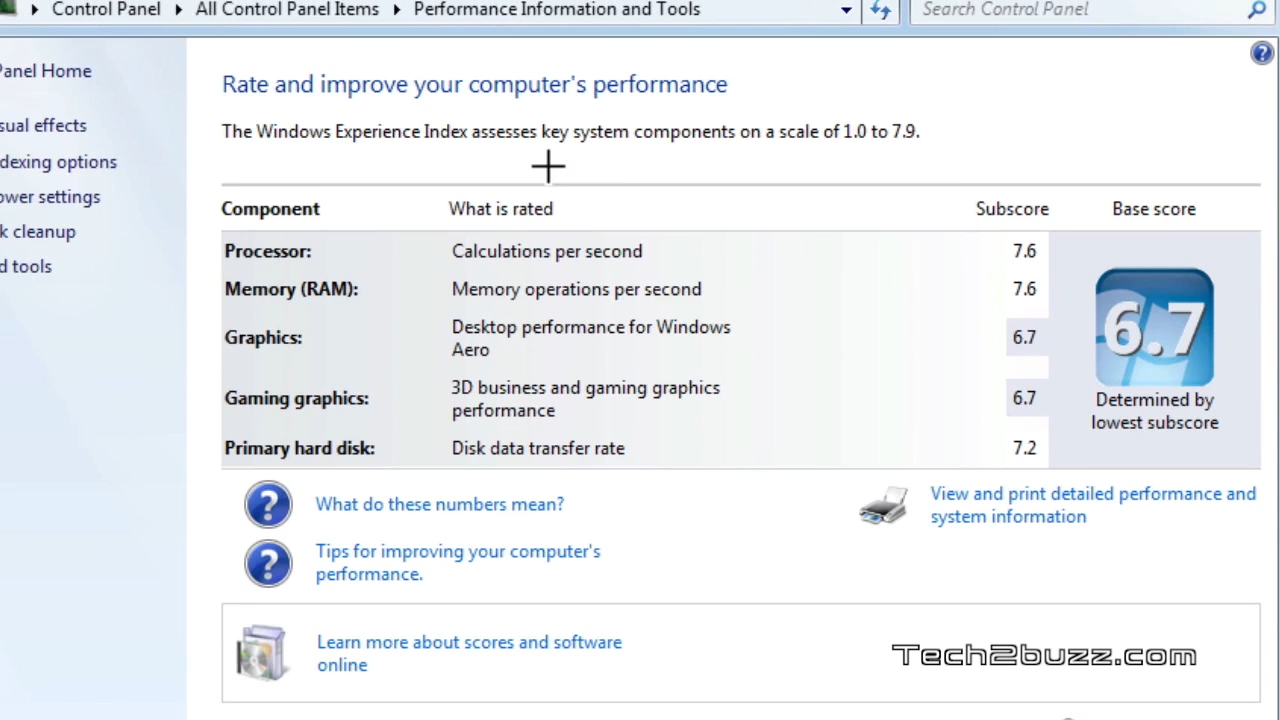 Control Panel ▸ All Control Panel Items ▸ Performance Information and Tools
Search Control Panel
Panel Home
sual effects
dexing options
ower settings
k cleanup
d tools
Rate and improve your computer's performance
The Windows Experience Index assesses key system components on a scale of 1.0 to 7.9.
Component What is rated Subscore Base score
Processor: Calculations per second 7.6
Memory (RAM): Memory operations per second 7.6
Graphics: Desktop performance for Windows
Aero 6.7
Gaming graphics: 3D business and gaming graphics
performance 6.7
Primary hard disk: Disk data transfer rate 7.2
6.7
Determined by
lowest subscore
What do these numbers mean?
View and print detailed performance and
system information
Tips for improving your computer's
performance.
Learn more about scores and software
online
Tech2buzz.com